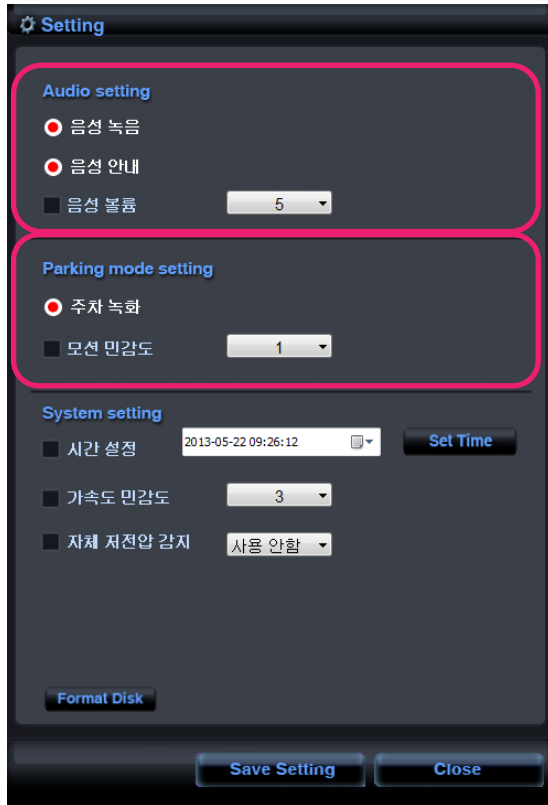 Setting
Audio setting
음성 녹음
음성 안내
음성 볼륨 5
Parking mode setting
주차 녹화
모션 민감도 1
System setting
시간 설정 2013-05-22 09:26:12 Set Time
가속도 민감도 3
자체 저전압 감지 사용 안함
Format Disk
Save Setting Close